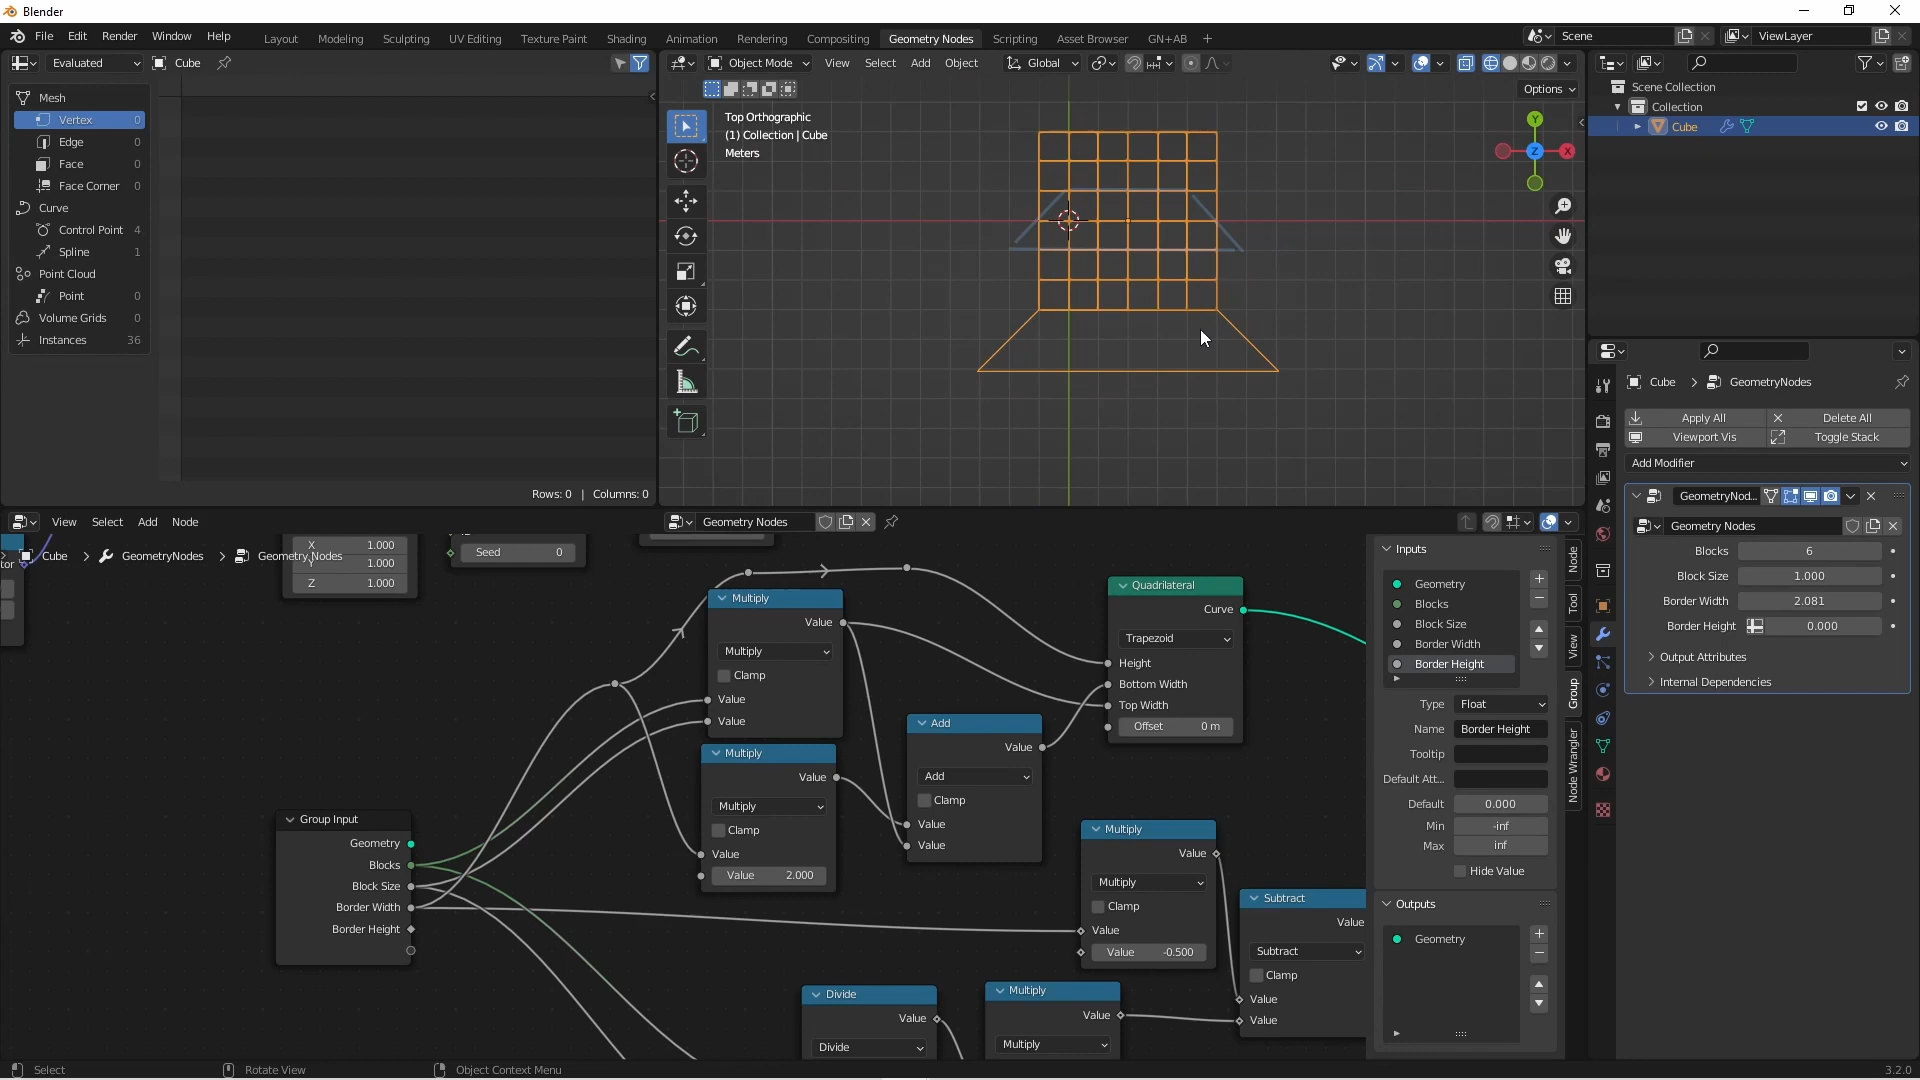 Blender
File Edit Render Window Help
Layout Modeling Sculpting UV Editing Texture Paint Shading Animation Rendering Compositing Geometry Nodes Scripting Asset Browser GN+AB
Scene
ViewLayer
Evaluated Cube
Object Mode View Select Add Object Global
Options
Mesh
Vertex 0
Edge 0
Face 0
Face Corner 0
Curve
Control Point 4
Spline 1
Point Cloud
Point 0
Volume Grids 0
Instances 36
Rows: 0 | Columns: 0
Top Orthographic
(1) Collection | Cube
Meters
Y
Z
X
Scene Collection
Collection
Cube
Cube GeometryNodes
Apply All Delete All
Viewport Vis Toggle Stack
Add Modifier
GeometryNod...
Geometry Nodes
Blocks 6
Block Size 1.000
Border Width 2.081
Border Height 0.000
Output Attributes
Internal Dependencies
View Select Add Node
Geometry Nodes
Cube GeometryNodes Geometry Nodes
tor
X 1.000
Y 1.000
Z 1.000
Seed 0
Multiply
Value
Multiply
Clamp
Value
Value
Multiply
Value
Multiply
Clamp
Value
Value 2.000
Add
Value
Add
Clamp
Value
Value
Quadrilateral
Curve
Trapezoid
Height
Bottom Width
Top Width
Offset 0 m
Group Input
Geometry
Blocks
Block Size
Border Width
Border Height
Multiply
Value
Multiply
Clamp
Value
Value -0.500
Subtract
Value
Subtract
Clamp
Value
Value
Divide
Value
Divide
Multiply
Value
Multiply
Inputs
Geometry
Blocks
Block Size
Border Width
Border Height
Type Float
Name Border Height
Tooltip
Default Att...
Default 0.000
Min -inf
Max inf
Hide Value
Outputs
Geometry
Node
Tool
View
Group
Node Wrangler
Select
Rotate View
Object Context Menu
3.2.0